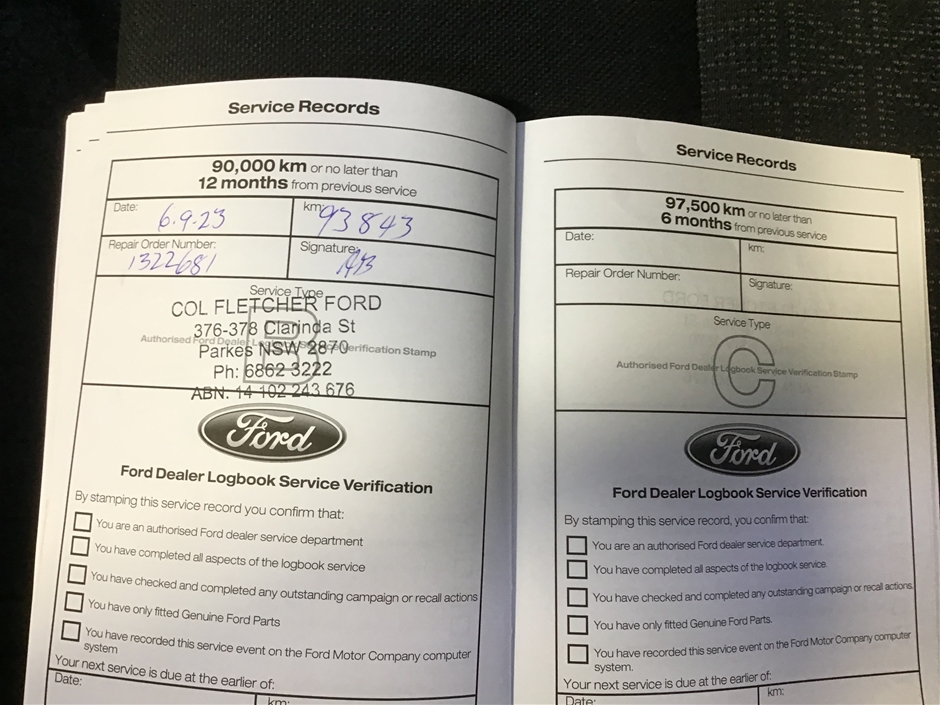 Service Records
90,000 km or no later than
12 months from previous service
Date: 6.9.23
km: 93843
Repair Order Number: 1322681
Signature:
Service Type
B
COL FLETCHER FORD
376-378 Clarinda St
Authorised Ford Dealer Logbook Service Verification Stamp
Parkes NSW 2870
Ph: 6862 3222
ABN: 14 102 243 676
Ford
Ford Dealer Logbook Service Verification
By stamping this service record you confirm that:
You are an authorised Ford dealer service department
You have completed all aspects of the logbook service
You have checked and completed any outstanding campaign or recall actions
You have only fitted Genuine Ford Parts
You have recorded this service event on the Ford Motor Company computer
system
Your next service is due at the earlier of:
Date:
km:
Service Records
97,500 km or no later than
6 months from previous service
Date:
km:
Repair Order Number:
Signature:
Service Type
C
Authorised Ford Dealer Logbook Service Verification Stamp
Ford
Ford Dealer Logbook Service Verification
By stamping this service record, you confirm that:
You are an authorised Ford dealer service department.
You have completed all aspects of the logbook service.
You have checked and completed any outstanding campaign or recall actions.
You have only fitted Genuine Ford Parts.
You have recorded this service event on the Ford Motor Company computer
system.
Your next service is due at the earlier of:
Date:
km: